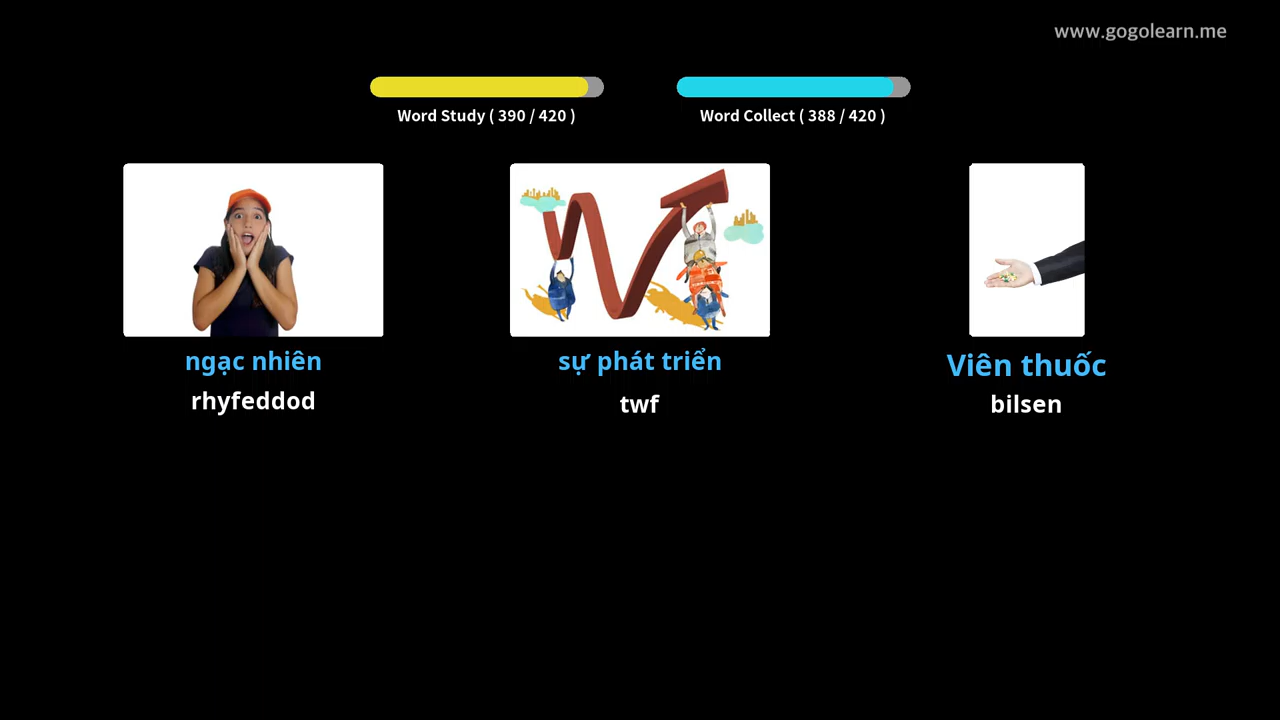 www.gogolearn.me
Word Study ( 390 / 420 )
Word Collect ( 388 / 420 )
ngạc nhiên
sự phát triển
Viên thuốc
rhyfeddod
twf
bilsen